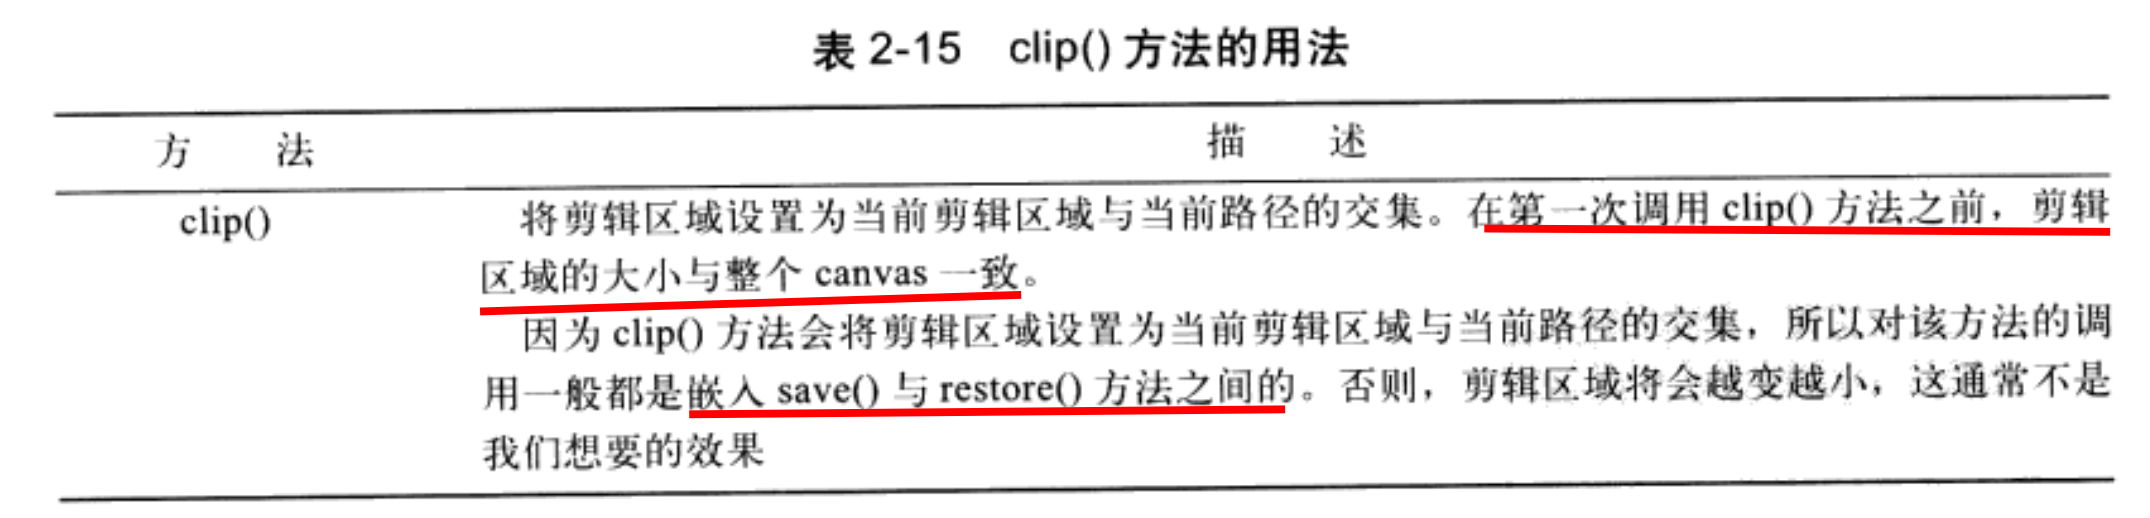 表 2-15 clip() 方法的用法
方 法 描 述
clip() 将剪辑区域设置为当前剪辑区域与当前路径的交集。在第一次调用 clip() 方法之前，剪辑
区域的大小与整个 canvas 一致。
因为 clip() 方法会将剪辑区域设置为当前剪辑区域与当前路径的交集，所以对该方法的调
用一般都是嵌入 save() 与 restore() 方法之间的。否则，剪辑区域将会越变越小，这通常不是
我们想要的效果